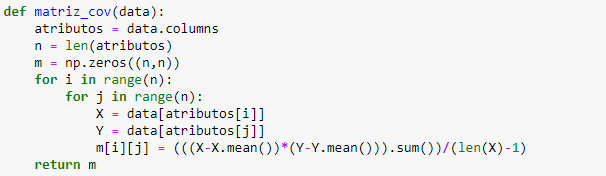 def matriz_cov(data):
    atributos = data.columns
    n = len(atributos)
    m = np.zeros((n,n))
    for i in range(n):
        for j in range(n):
            X = data[atributos[i]]
            Y = data[atributos[j]]
            m[i][j] = (((X-X.mean())*(Y-Y.mean())).sum())/(len(X)-1)
    return m